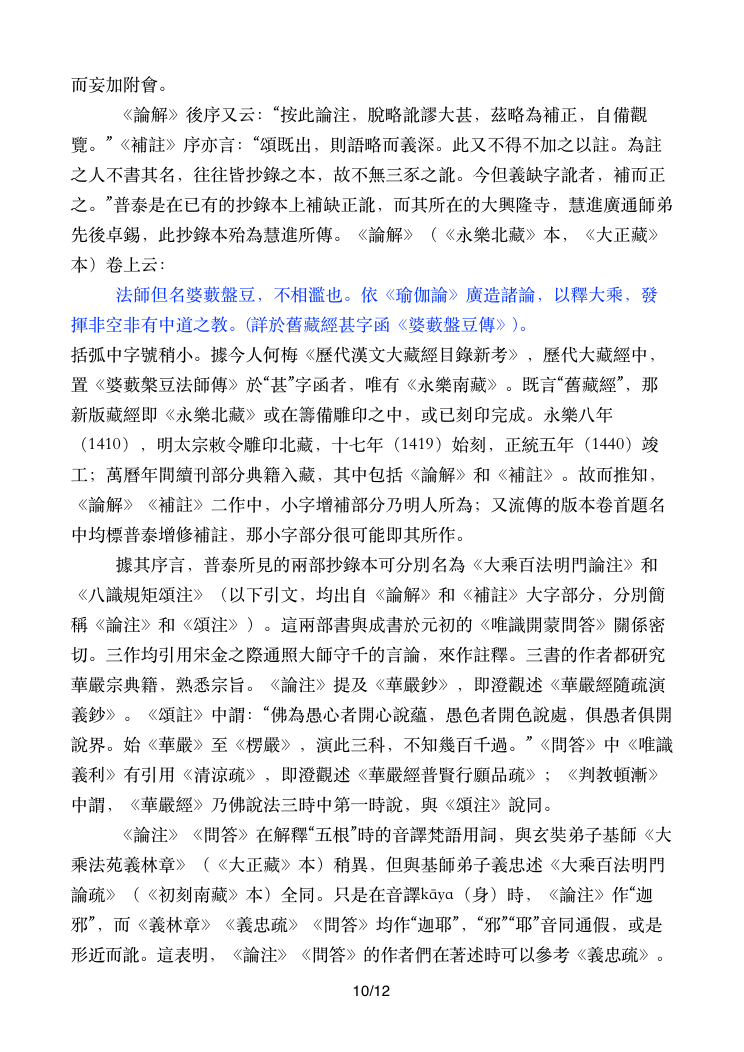 而妄加附會。
《論解》後序又云：“按此論注，脫略訛謬大甚，茲略為補正，自備觀
覽。”《補註》序亦言：“頌既出，則語略而義深。此又不得不加之以註。為註
之人不書其名，往往皆抄錄之本，故不無三豕之訛。今但義缺字訛者，補而正
之。”普泰是在已有的抄錄本上補缺正訛，而其所在的大興隆寺，慧進廣通師弟
先後卓錫，此抄錄本殆為慧進所傳。《論解》（《永樂北藏》本，《大正藏》
本）卷上云：
法師但名婆藪盤豆，不相濫也。依《瑜伽論》廣造諸論，以釋大乘，發
揮非空非有中道之教。(詳於舊藏經甚字函《婆藪盤豆傳》)。
括弧中字號稍小。據今人何梅《歷代漢文大藏經目錄新考》，歷代大藏經中，
置《婆藪槃豆法師傳》於“甚”字函者，唯有《永樂南藏》。既言“舊藏經”，那
新版藏經即《永樂北藏》或在籌備雕印之中，或已刻印完成。永樂八年
（1410），明太宗敕令雕印北藏，十七年（1419）始刻，正統五年（1440）竣
工；萬曆年間續刊部分典籍入藏，其中包括《論解》和《補註》。故而推知，
《論解》《補註》二作中，小字增補部分乃明人所為；又流傳的版本卷首題名
中均標普泰增修補註，那小字部分很可能即其所作。
據其序言，普泰所見的兩部抄錄本可分別名為《大乘百法明門論注》和
《八識規矩頌注》（以下引文，均出自《論解》和《補註》大字部分，分別簡
稱《論注》和《頌注》）。這兩部書與成書於元初的《唯識開蒙問答》關係密
切。三作均引用宋金之際通照大師守千的言論，來作註釋。三書的作者都研究
華嚴宗典籍，熟悉宗旨。《論注》提及《華嚴鈔》，即澄觀述《華嚴經隨疏演
義鈔》。《頌註》中謂：“佛為愚心者開心說蘊，愚色者開色說處，俱愚者俱開
說界。始《華嚴》至《楞嚴》，演此三科，不知幾百千過。”《問答》中《唯識
義利》有引用《清涼疏》，即澄觀述《華嚴經普賢行願品疏》；《判教頓漸》
中謂，《華嚴經》乃佛說法三時中第一時說，與《頌注》說同。
《論注》《問答》在解釋“五根”時的音譯梵語用詞，與玄奘弟子基師《大
乘法苑義林章》（《大正藏》本）稍異，但與基師弟子義忠述《大乘百法明門
論疏》（《初刻南藏》本）全同。只是在音譯kāya（身）時，《論注》作“迦
邪”，而《義林章》《義忠疏》《問答》均作“迦耶”，“邪”“耶”音同通假，或是
形近而訛。這表明，《論注》《問答》的作者們在著述時可以參考《義忠疏》。
10/12